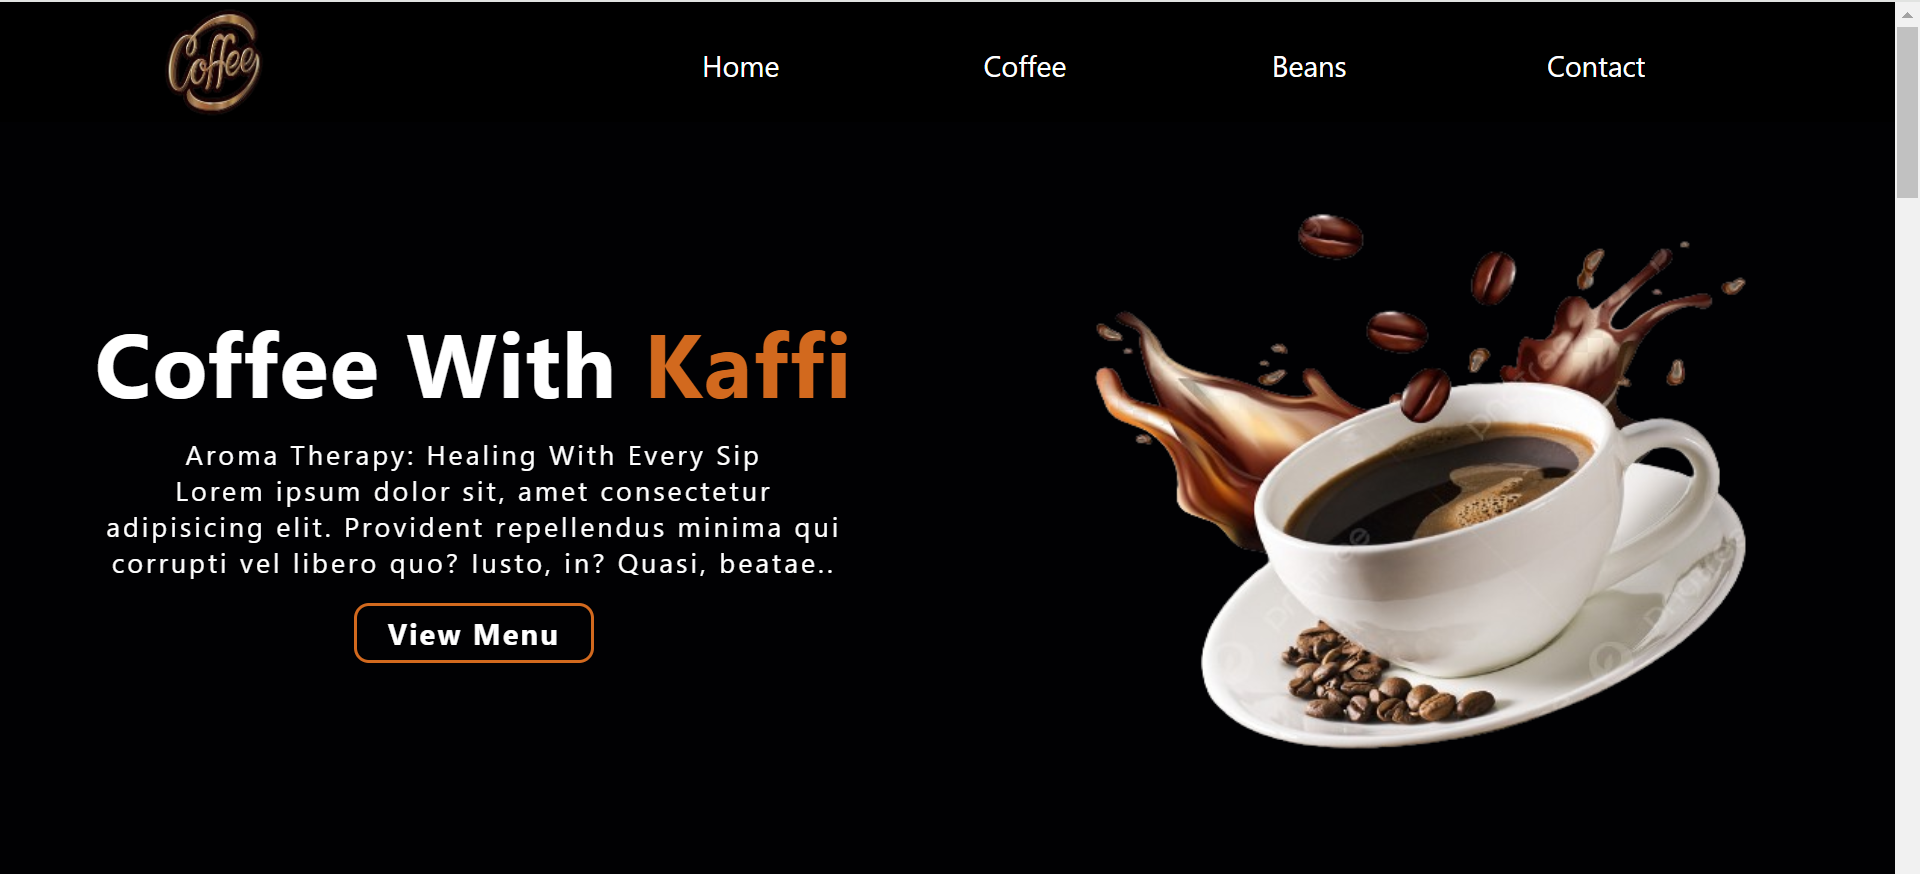 Coffee
Home
Coffee
Beans
Contact
Coffee With Kaffi
Aroma Therapy: Healing With Every Sip
Lorem ipsum dolor sit, amet consectetur
adipisicing elit. Provident repellendus minima qui
corrupti vel libero quo? Iusto, in? Quasi, beatae..
View Menu